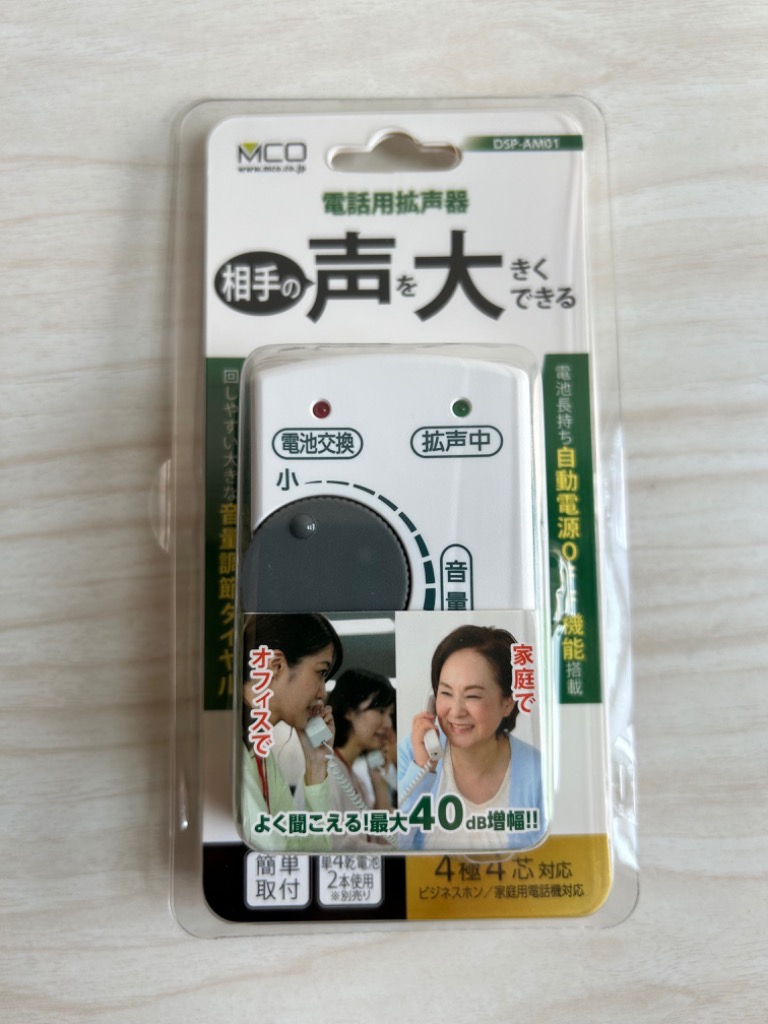 MCO
www.mco.co.jp
DSP-AM01
電話用拡声器
相手の声を大きくできる
回しやすい大きな音量調節ダイヤル
電池長持ち自動電源OFF機能搭載
電池交換
拡声中
小
音量
オフィスで
家庭で
よく聞こえる!最大40dB増幅!!
簡単
取付
単4乾電池
2本使用
※別売り
4極4芯対応
ビジネスホン/家庭用電話機対応